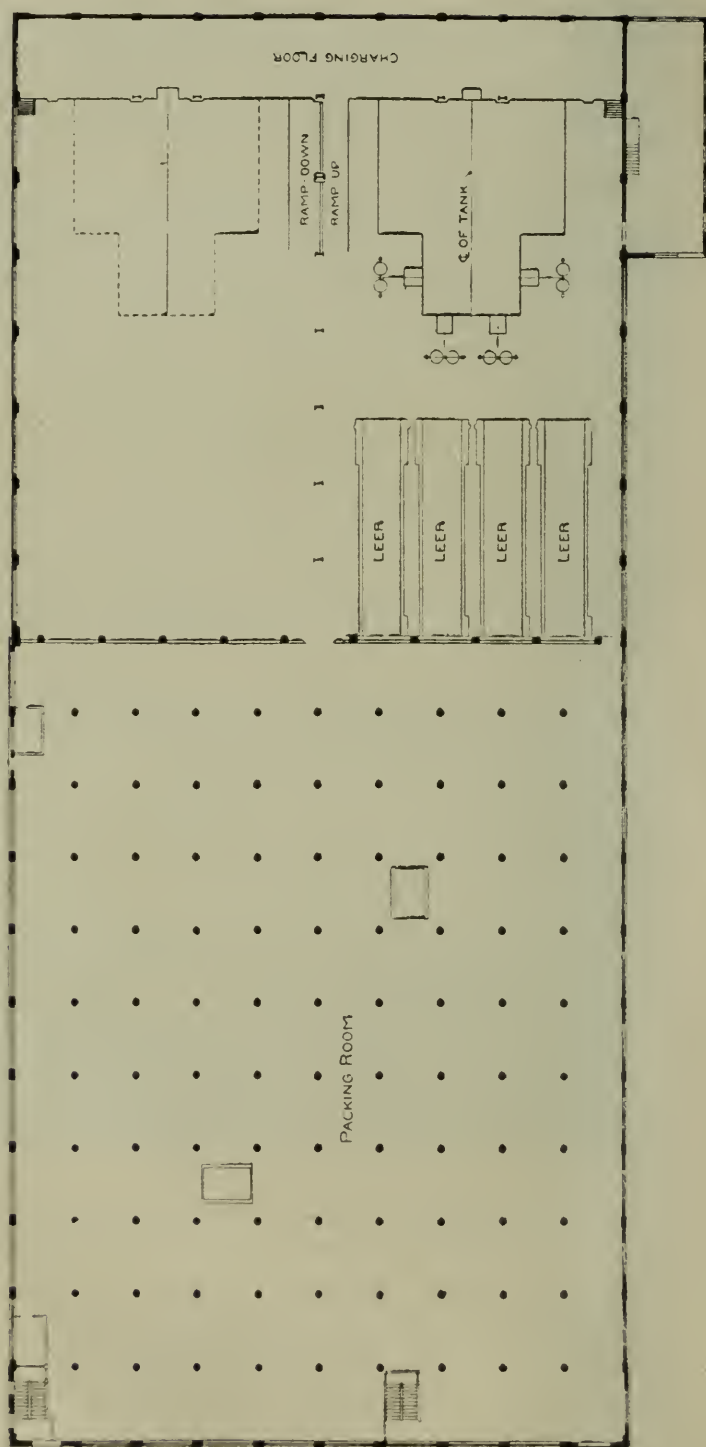 CHARGING FLOOR
RAMP-DOWN
RAMP UP
℄ OF TANK
LEER
LEER
LEER
LEER
PACKING ROOM